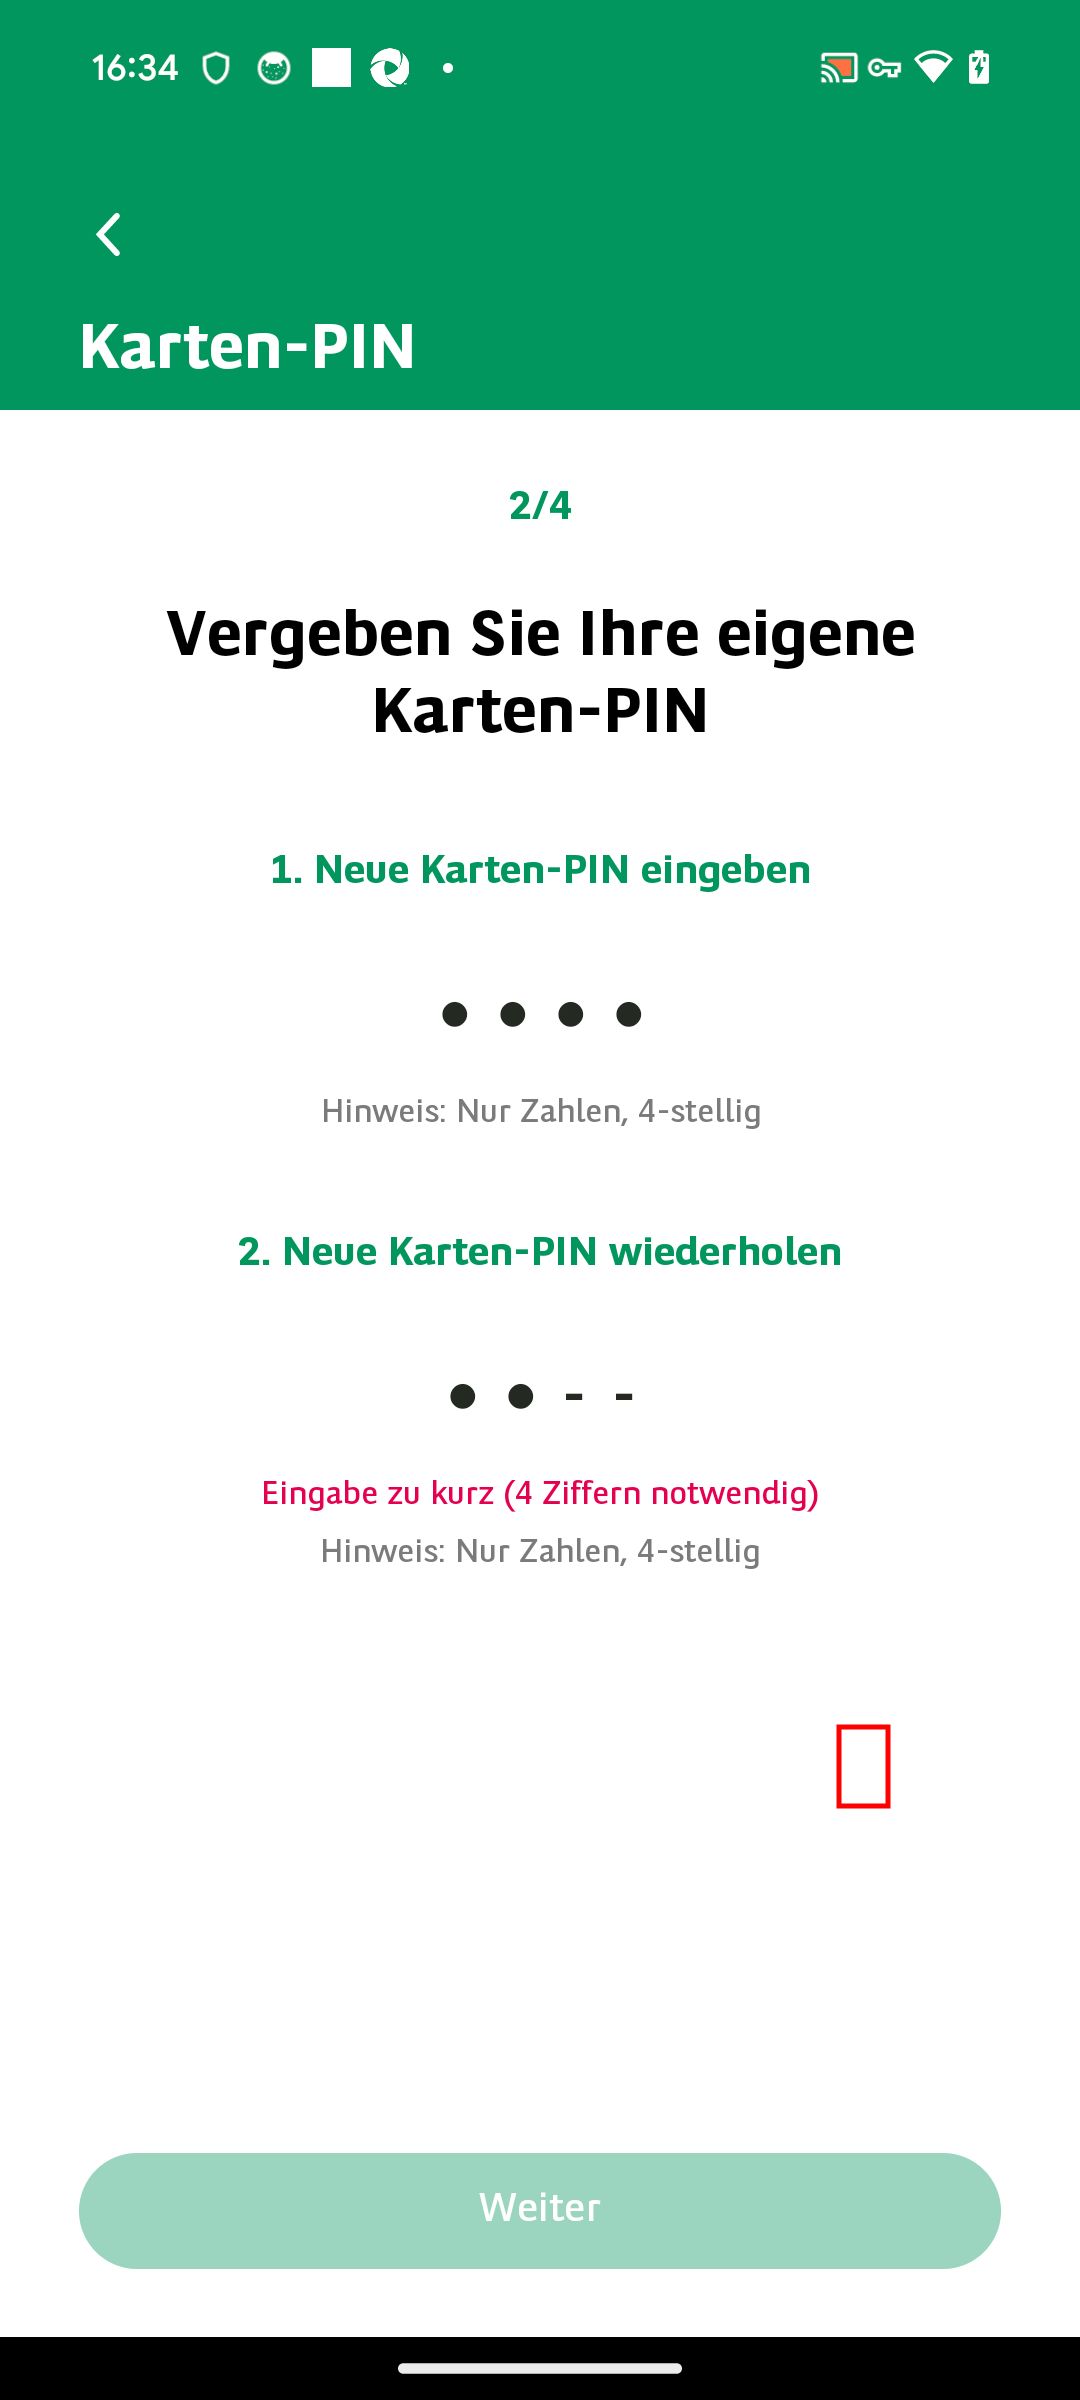 16:34
Karten-PIN
2/4
Vergeben Sie Ihre eigene
Karten-PIN
1. Neue Karten-PIN eingeben
● ● ● ●
Hinweis: Nur Zahlen, 4-stellig
2. Neue Karten-PIN wiederholen
● ● - -
Eingabe zu kurz (4 Ziffern notwendig)
Hinweis: Nur Zahlen, 4-stellig
Weiter